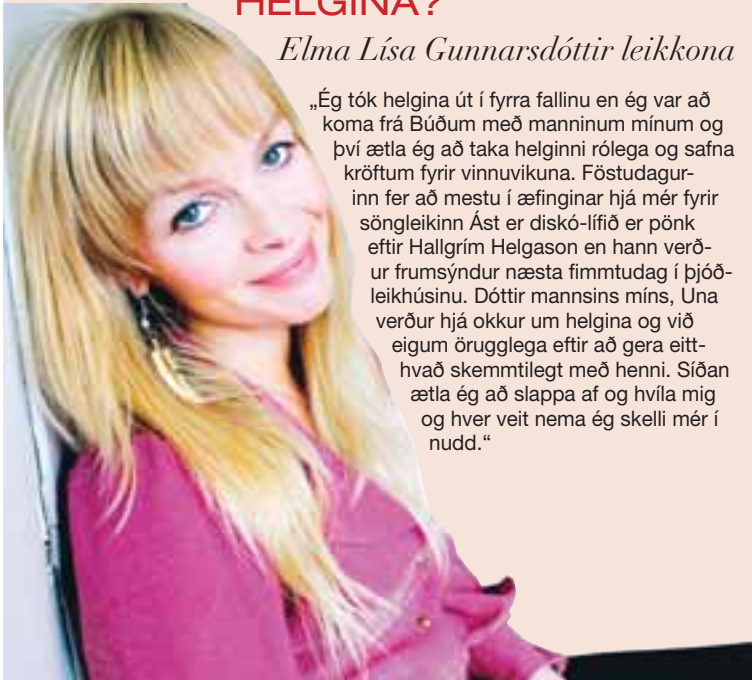 HELGINA?
Elma Lísa Gunnarsdóttir leikkona
„Ég tók helgina út í fyrra fallinu en ég var að
koma frá Búðum með manninum mínum og
því ætla ég að taka helginni rólega og safna
kröftum fyrir vinnuvikuna. Föstudagur-
inn fer að mestu í æfinginar hjá mér fyrir
söngleikinn Ást er diskó-lífið er pönk
eftir Hallgrím Helgason en hann verð-
ur frumsýndur næsta fimmtudag í þjóð-
leikhúsinu. Dóttir mannsins míns, Una
verður hjá okkur um helgina og við
eigum örugglega eftir að gera eitt-
hvað skemmtilegt með henni. Síðan
ætla ég að slappa af og hvíla mig
og hver veit nema ég skelli mér í
nudd.“